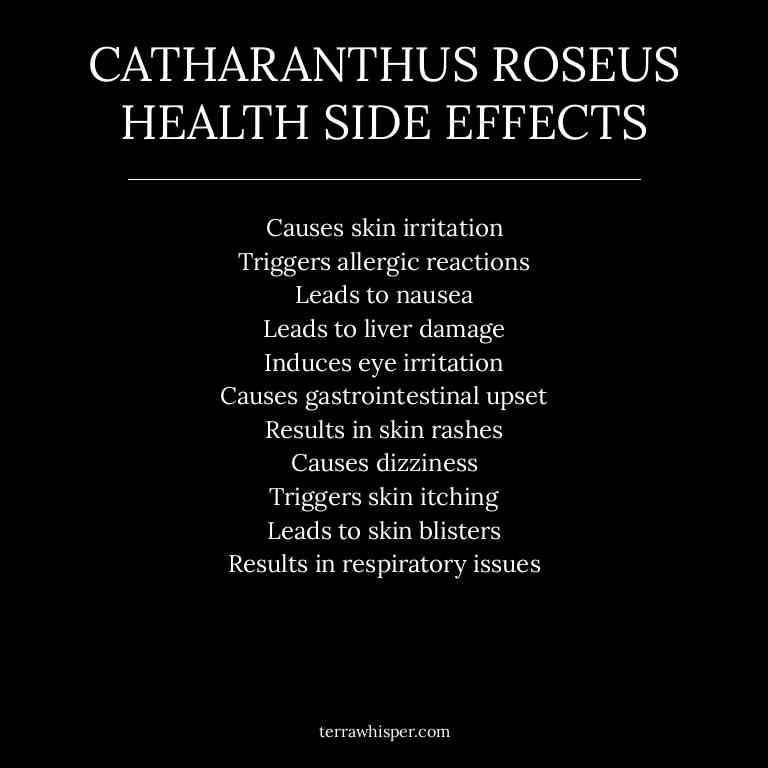 CATHARANTHUS ROSEUS
HEALTH SIDE EFFECTS
Causes skin irritation
Triggers allergic reactions
Leads to nausea
Leads to liver damage
Induces eye irritation
Causes gastrointestinal upset
Results in skin rashes
Causes dizziness
Triggers skin itching
Leads to skin blisters
Results in respiratory issues
terrawhisper.com